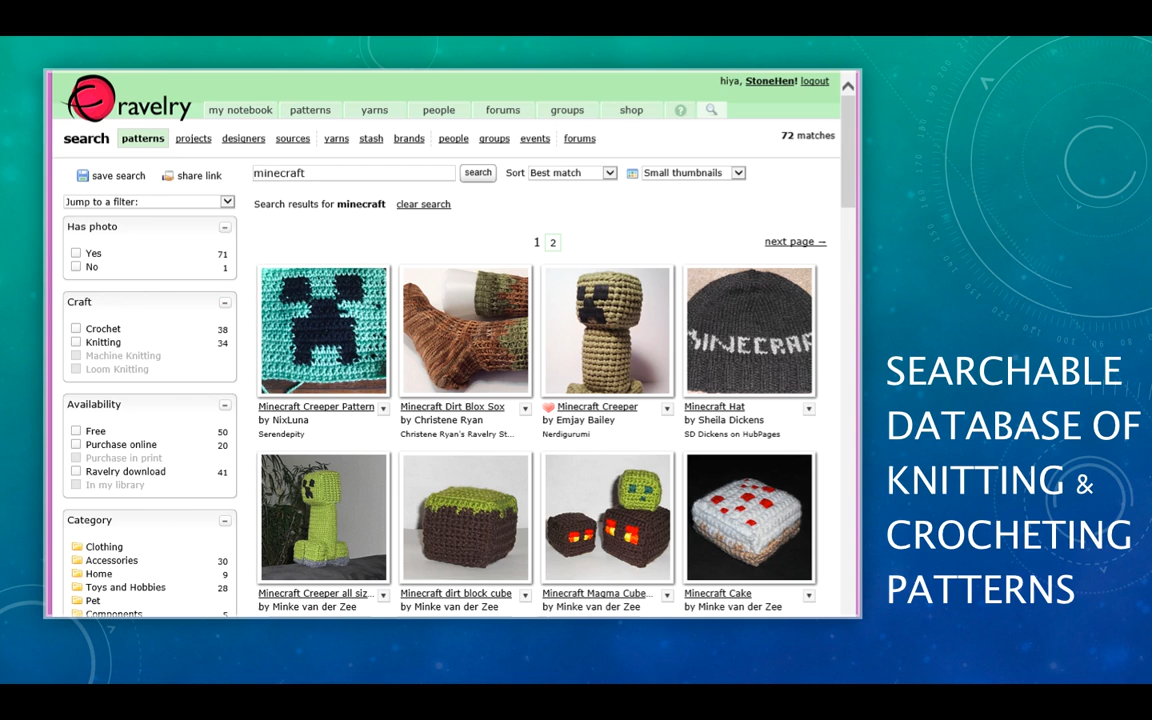 hiya, StoneHen! logout
ravelry
my notebook patterns yarns people forums groups shop ?
search patterns projects designers sources yarns stash brands people groups events forums
72 matches
save search share link
minecraft search Sort Best match Small thumbnails
Jump to a filter:
Search results for minecraft clear search
Has photo
Yes 71
No 1
Craft
Crochet 38
Knitting 34
Machine Knitting
Loom Knitting
Availability
Free 50
Purchase online 20
Purchase in print
Ravelry download 41
In my library
Category
Clothing
Accessories 30
Home 9
Toys and Hobbies 28
Pet
Components 5
1 2 next page →
Minecraft Creeper Pattern
by NixLuna
Serendipity
Minecraft Dirt Blox Sox
by Christene Ryan
Christene Ryan's Ravelry St...
Minecraft Creeper
by Emjay Bailey
Nerdigurumi
MINECRAF
Minecraft Hat
by Sheila Dickens
SD Dickens on HubPages
Minecraft Creeper all siz...
by Minke van der Zee
Minecraft dirt block cube
by Minke van der Zee
Minecraft Magma Cube...
by Minke van der Zee
Minecraft Cake
by Minke van der Zee
SEARCHABLE
DATABASE OF
KNITTING &
CROCHETING
PATTERNS